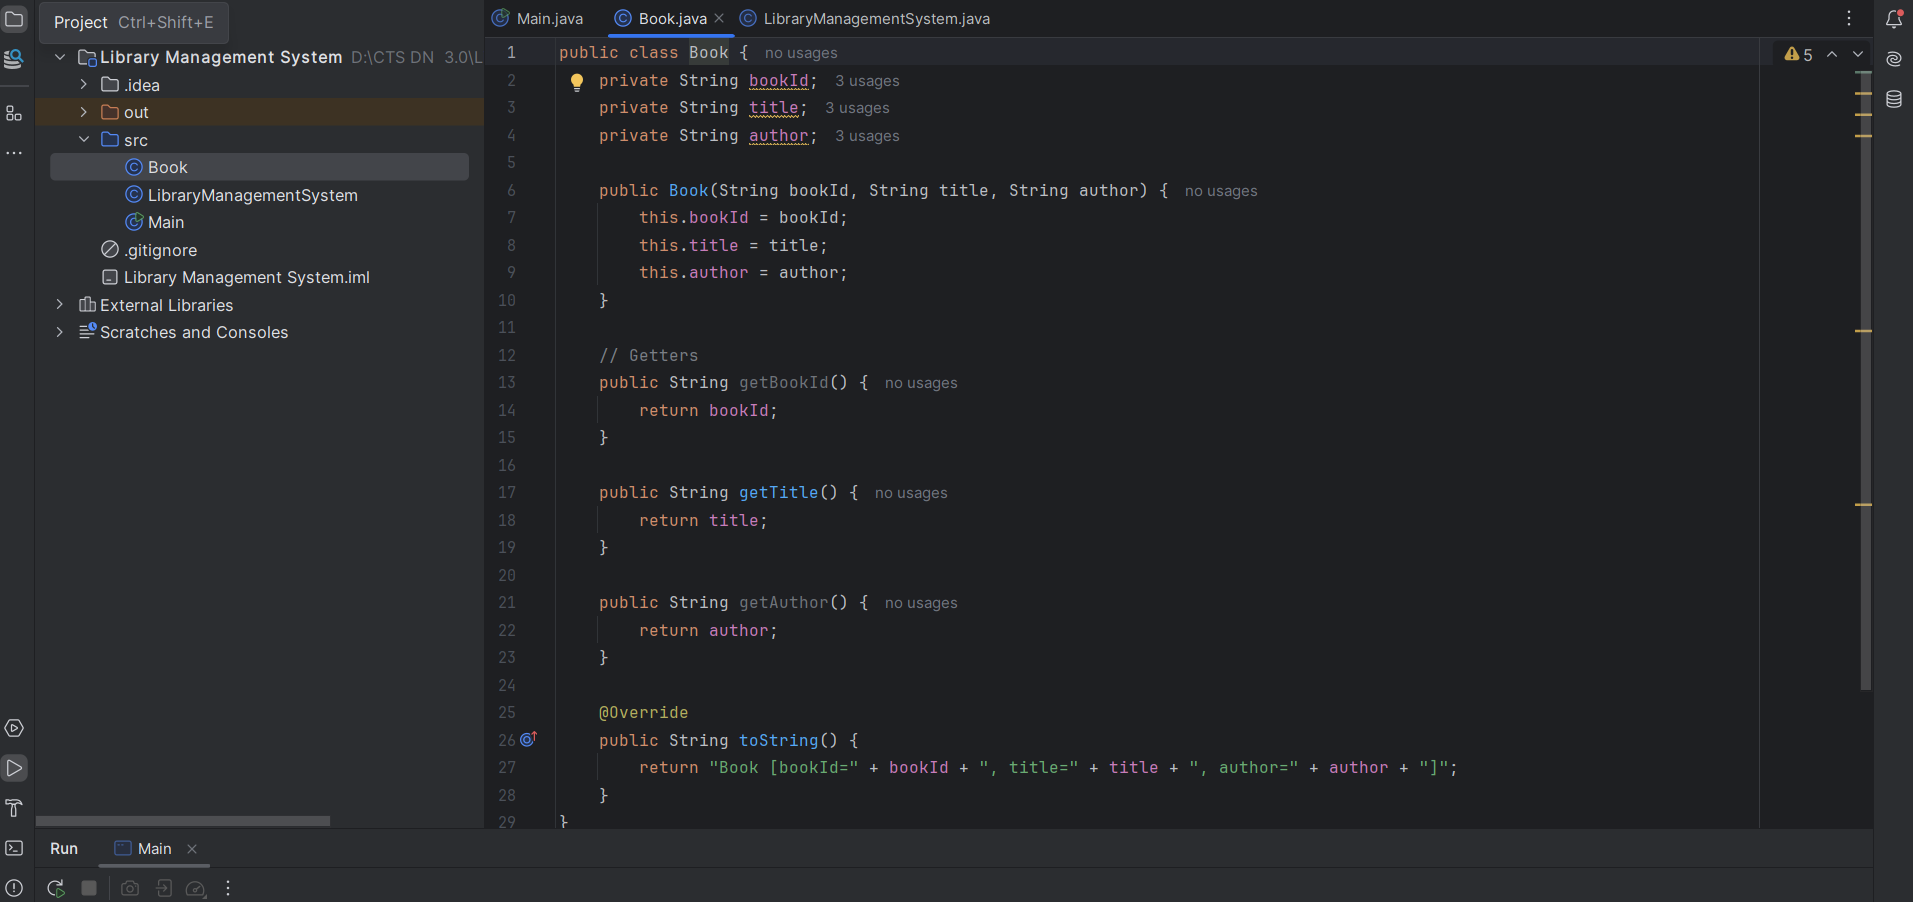 Project Ctrl+Shift+E
Library Management System D:\CTS DN 3.0\L
.idea
out
src
Book
LibraryManagementSystem
Main
.gitignore
Library Management System.iml
External Libraries
Scratches and Consoles
Main.java Book.java LibraryManagementSystem.java
5
1 public class Book { no usages
2 private String bookId; 3 usages
3 private String title; 3 usages
4 private String author; 3 usages
5
6 public Book(String bookId, String title, String author) { no usages
7 this.bookId = bookId;
8 this.title = title;
9 this.author = author;
10 }
11
12 // Getters
13 public String getBookId() { no usages
14 return bookId;
15 }
16
17 public String getTitle() { no usages
18 return title;
19 }
20
21 public String getAuthor() { no usages
22 return author;
23 }
24
25 @Override
26 public String toString() {
27 return "Book [bookId=" + bookId + ", title=" + title + ", author=" + author + "]";
28 }
29 }
Run Main